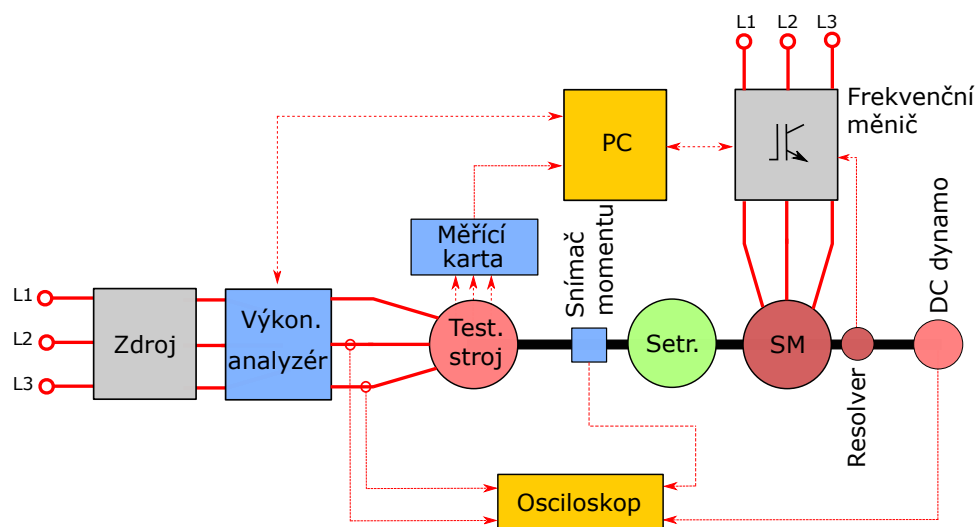 L1
L2
L3
Frekvenční
měnič
PC
Snímač
momentu
DC dynamo
Měřící
karta
L1
L2
L3
Zdroj
Výkon.
analyzér
Test.
stroj
Setr.
SM
Resolver
Osciloskop